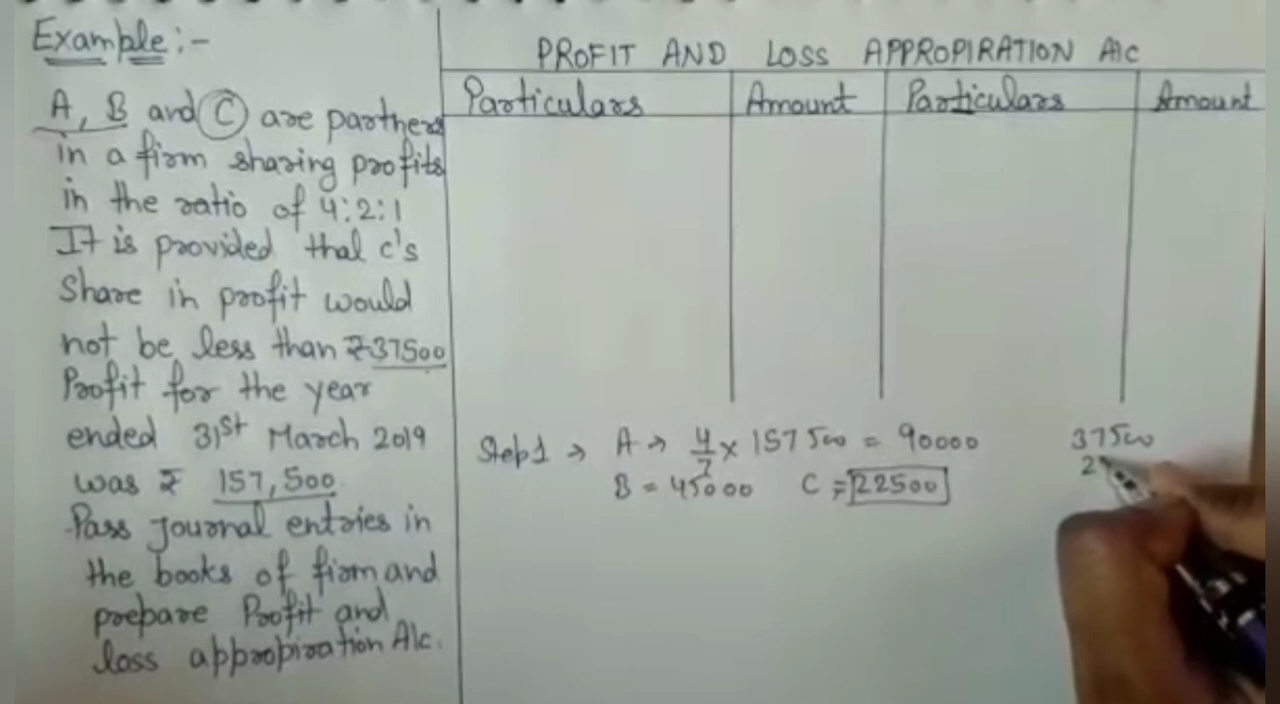 Example:-
A, B and C are partners
in a firm sharing profits
in the ratio of 4:2:1
It is provided that c's
Share in profit would
not be less than ₹37500
Profit for the year
ended 31st March 2019
was ₹ 157,500
Pass Journal entries in
the books of firm and
prepare Profit and
loss appropiration A/c.
PROFIT AND LOSS APPROPIRATION A/c
Particulars Amount Particulars Amount
Step1 → A → 4/7 × 157500 = 90000
B = 45000 C = 22500
37500
2